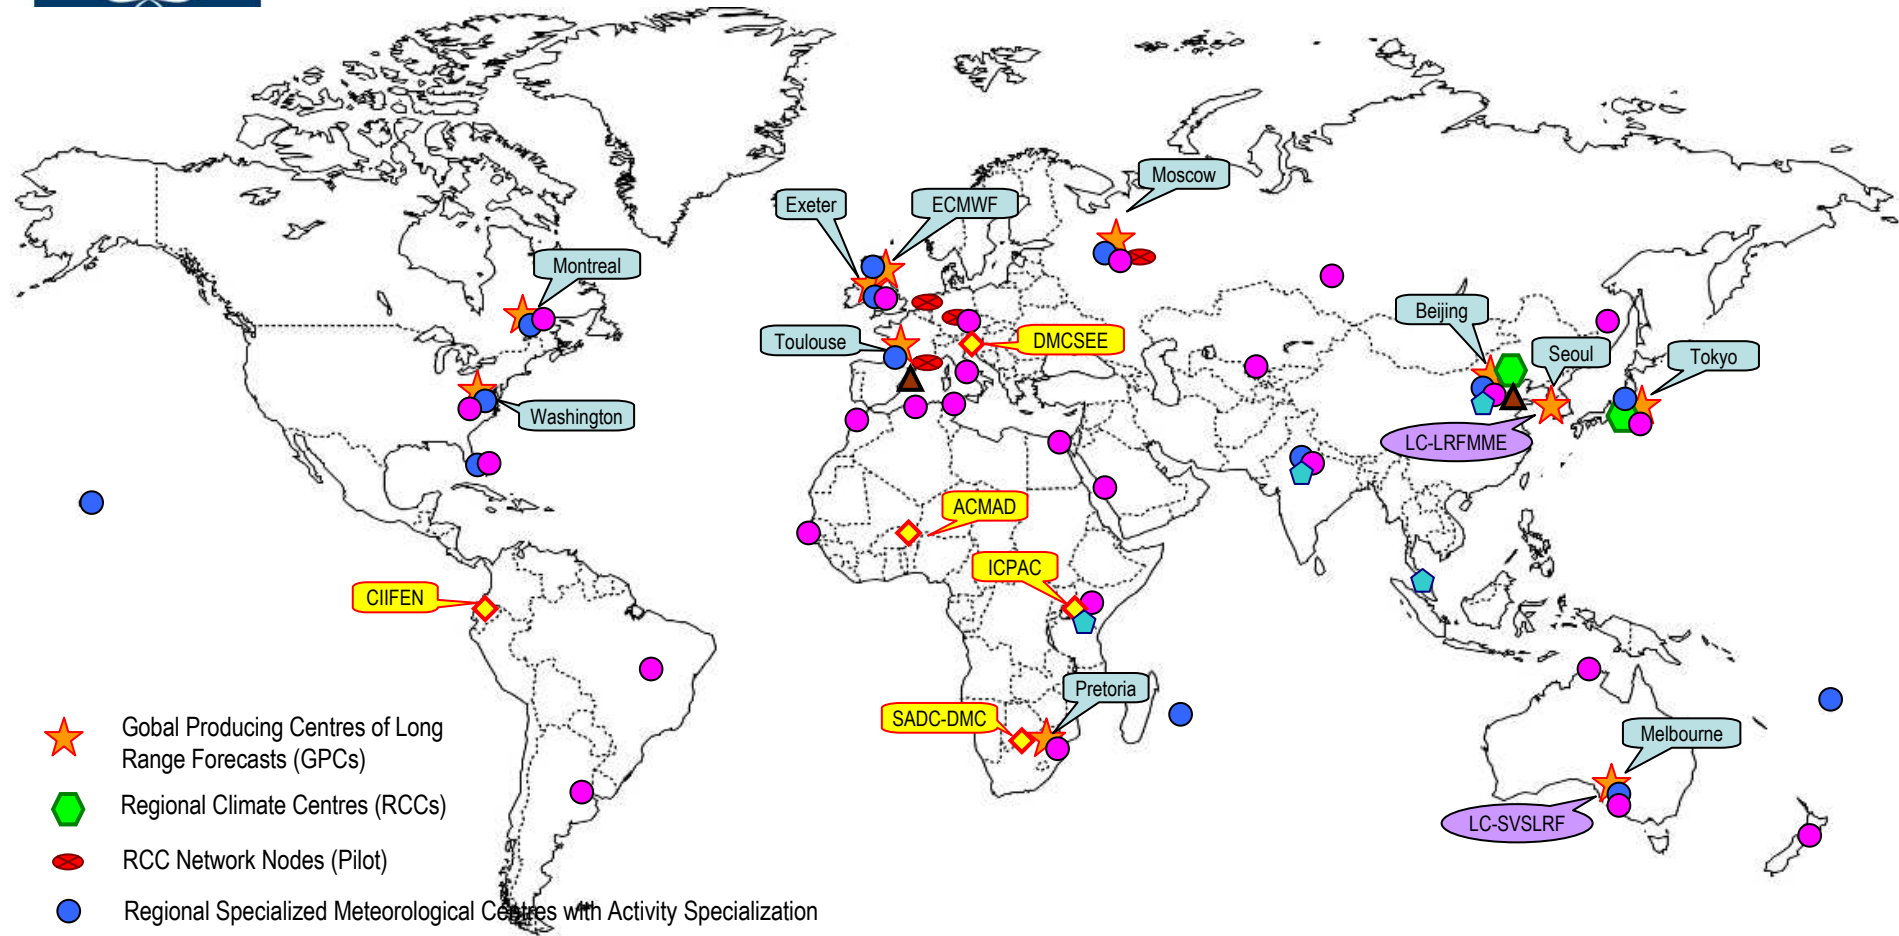 Moscow
Exeter
ECMWF
Montreal
Beijing
Toulouse
DMCSEE
Seoul
Tokyo
Washington
LC-LRFMME
ACMAD
ICPAC
CIIFEN
Pretoria
SADC-DMC
Melbourne
LC-SVSLRF
Gobal Producing Centres of Long
Range Forecasts (GPCs)
Regional Climate Centres (RCCs)
RCC Network Nodes (Pilot)
Regional Specialized Meteorological Centres with Activity Specialization